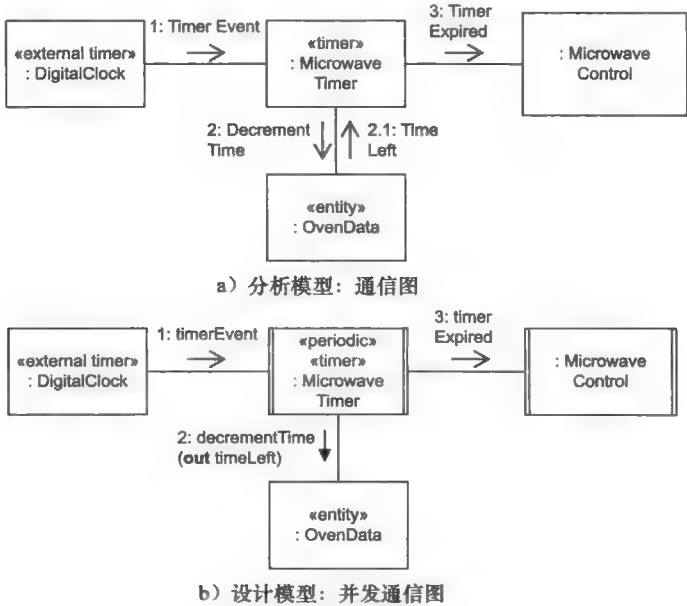 1: Timer Event
3: Timer
Expired
«external timer»
: DigitalClock
«timer»
: Microwave
Timer
: Microwave
Control
2: Decrement
Time
2.1: Time
Left
«entity»
: OvenData
a）分析模型：通信图
1: timerEvent
3: timer
Expired
«external timer»
: DigitalClock
«periodic»
«timer»
: Microwave
Timer
: Microwave
Control
2: decrementTime
(out timeLeft)
«entity»
: OvenData
b）设计模型：并发通信图